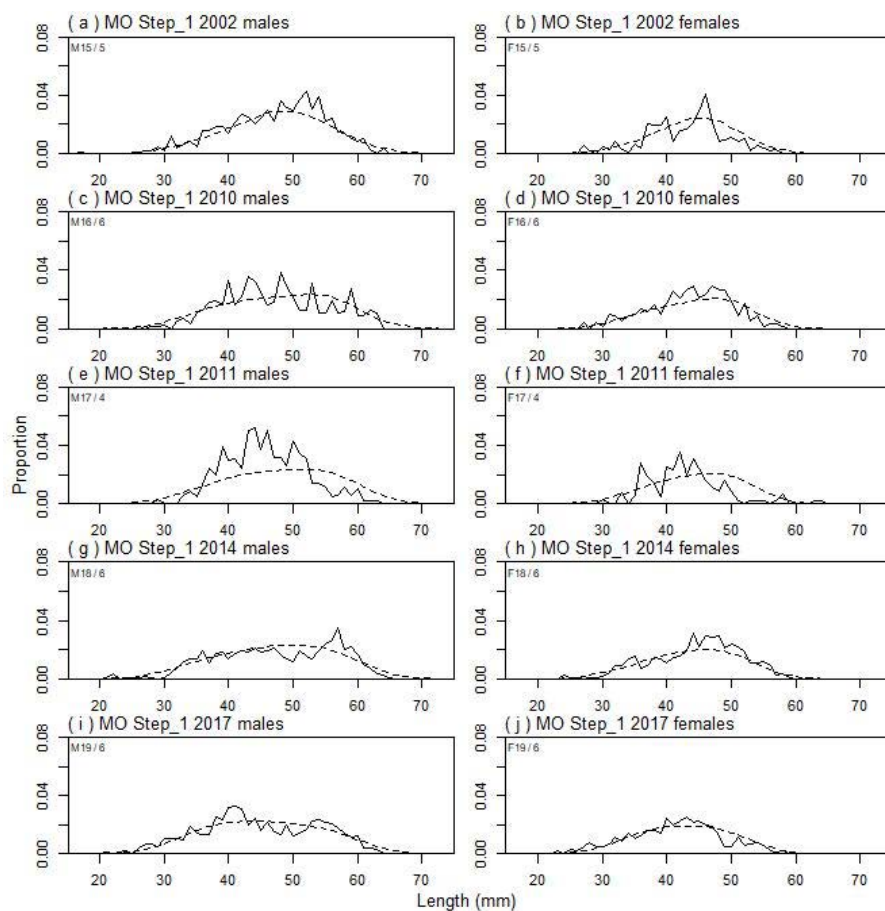 ( a ) MO Step_1 2002 males
( b ) MO Step_1 2002 females
0.00 0.04 0.08
M15 / 5
F15 / 5
0.00 0.04 0.08
20 30 40 50 60 70
20 30 40 50 60 70
( c ) MO Step_1 2010 males
( d ) MO Step_1 2010 females
0.00 0.04 0.08
M16 / 6
F16 / 6
0.00 0.04 0.08
20 30 40 50 60 70
20 30 40 50 60 70
( e ) MO Step_1 2011 males
( f ) MO Step_1 2011 females
Proportion
0.00 0.04 0.08
M17 / 4
F17 / 4
0.00 0.04 0.08
20 30 40 50 60 70
20 30 40 50 60 70
( g ) MO Step_1 2014 males
( h ) MO Step_1 2014 females
0.00 0.04 0.08
M18 / 6
F18 / 6
0.00 0.04 0.08
20 30 40 50 60 70
20 30 40 50 60 70
( i ) MO Step_1 2017 males
( j ) MO Step_1 2017 females
0.00 0.04 0.08
M19 / 6
F19 / 6
0.00 0.04 0.08
20 30 40 50 60 70
20 30 40 50 60 70
Length (mm)